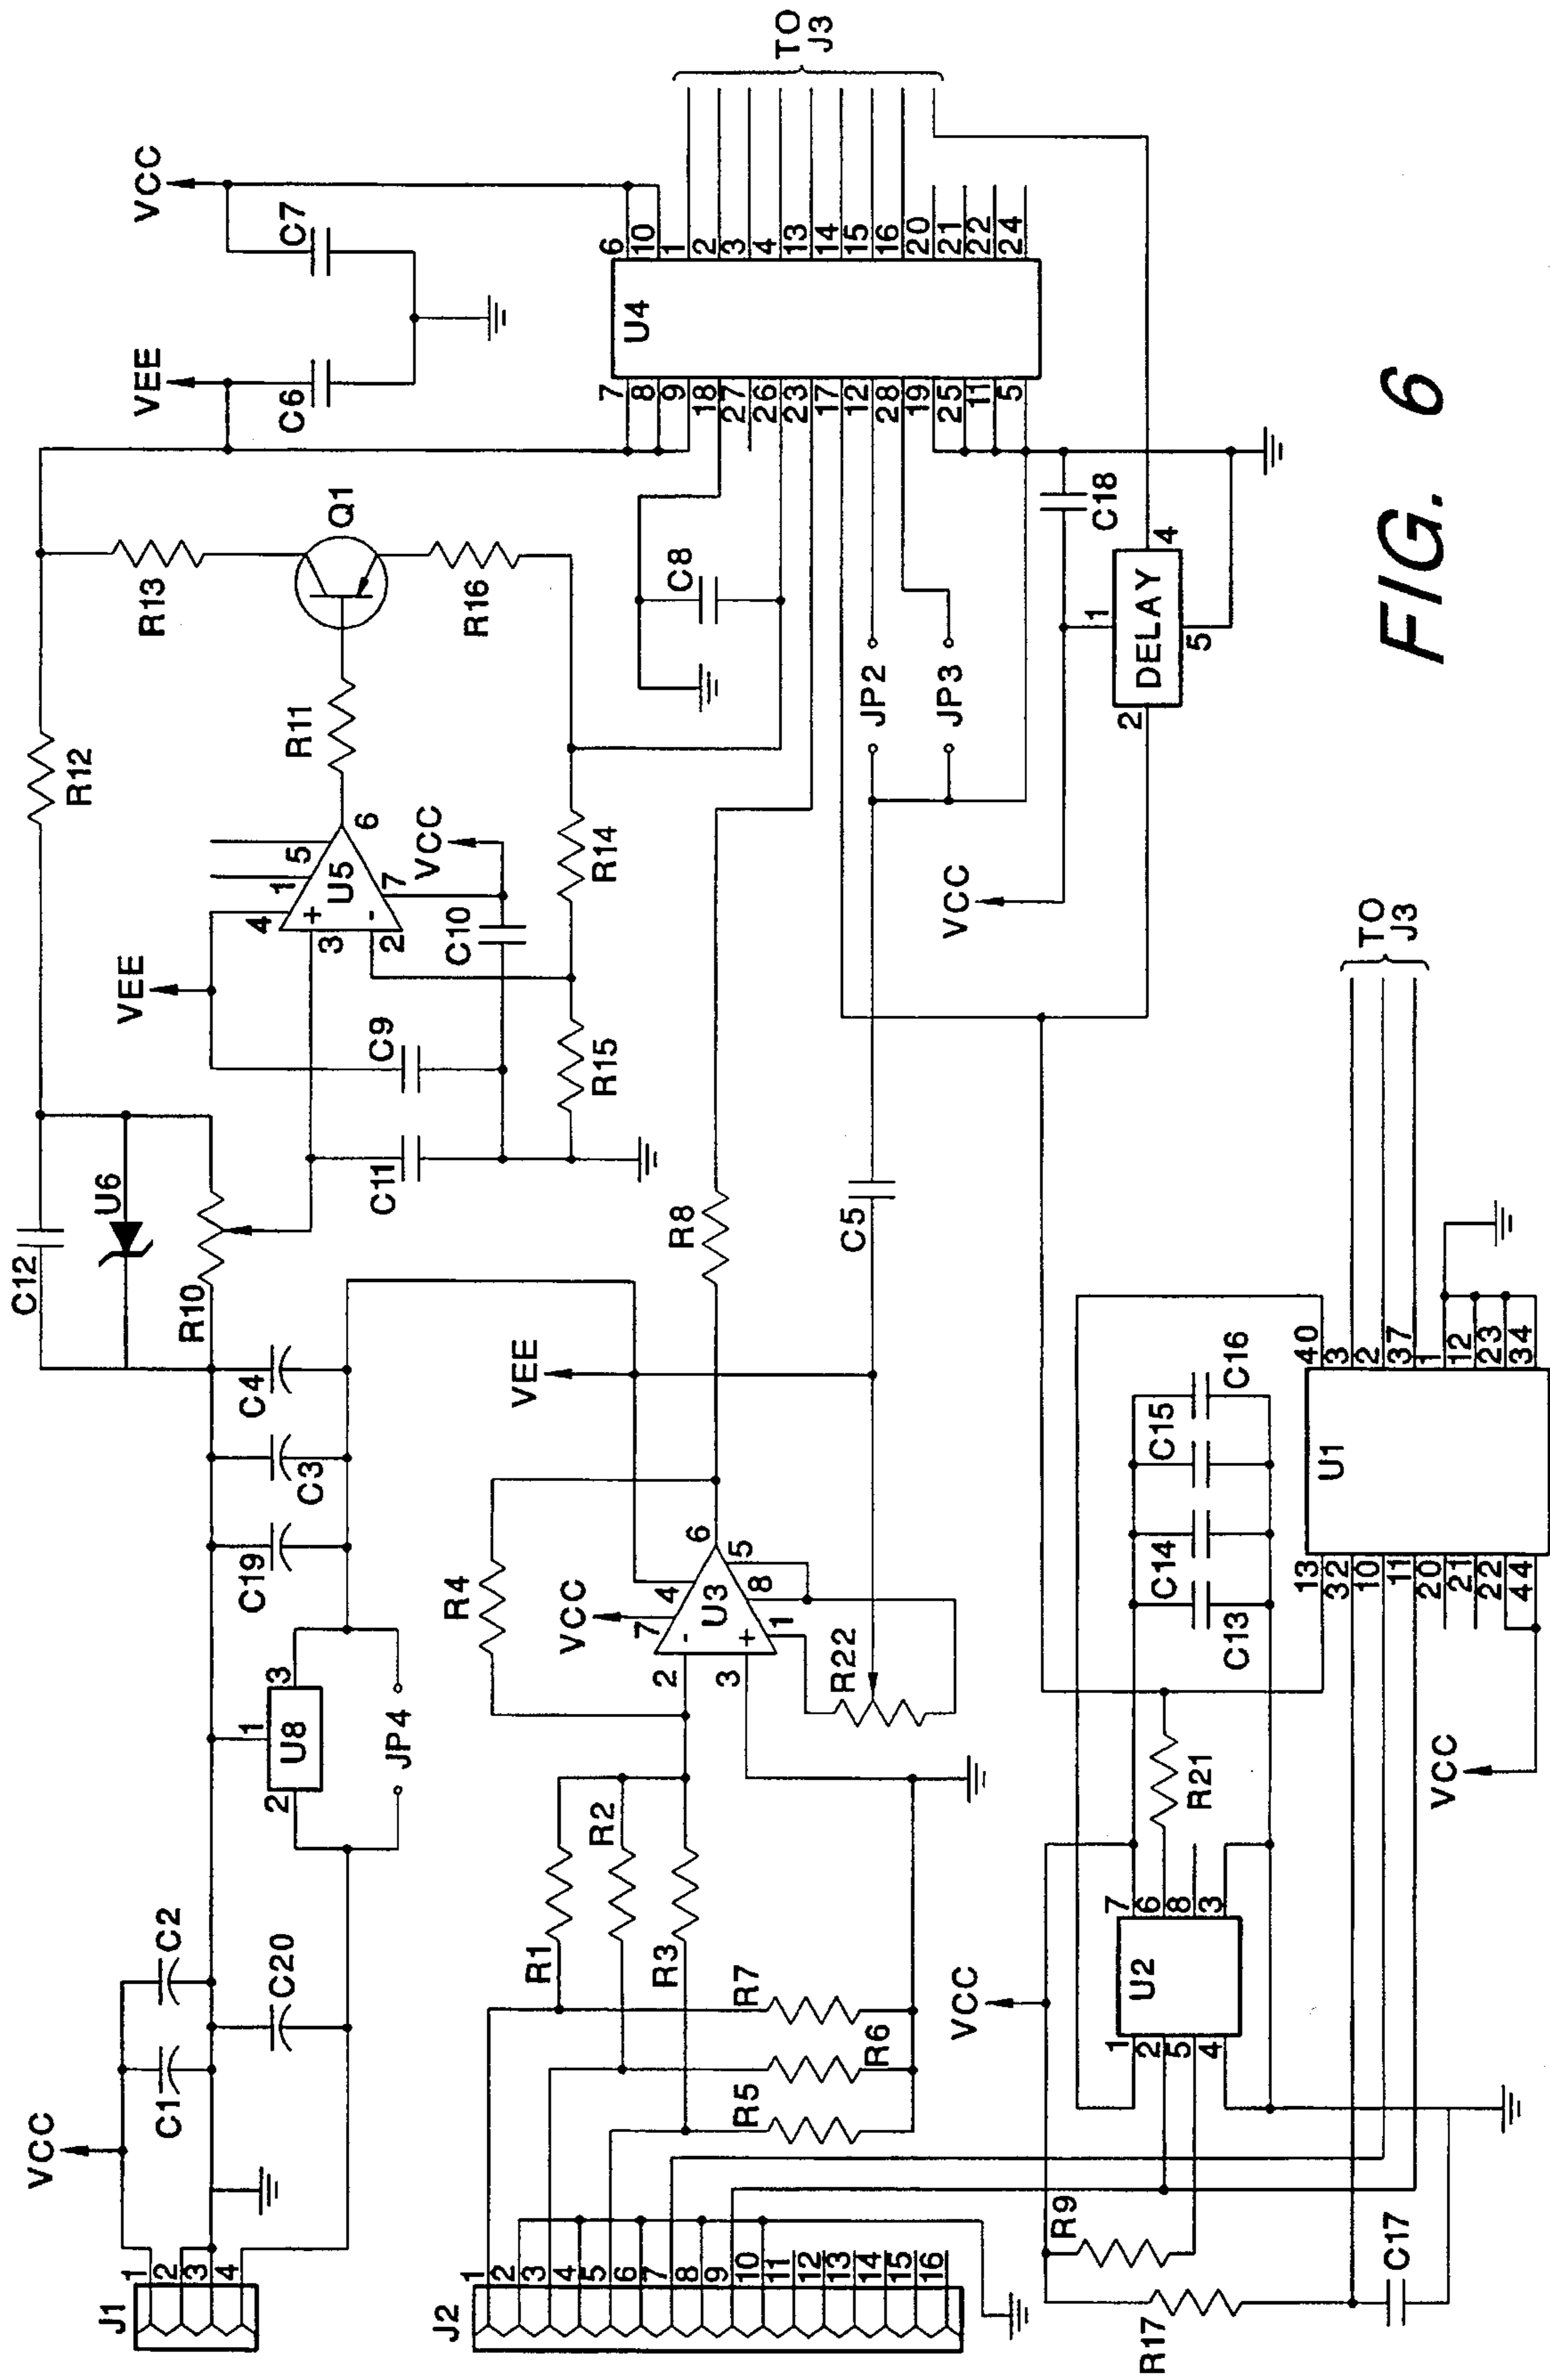 VCC
J1
1
2
3
4
C1
C2
C20
U8
1
2
3
JP4
C19
C3
C4
R10
C12
U6
R12
C11
C9
VEE
U5
+
-
3
2
4
1
5
6
7
VCC
C10
R15
R14
R11
R13
Q1
R16
VEE
VCC
C6
C7
J2
1
2
3
4
5
6
7
8
9
10
11
12
13
14
15
16
R1
R2
R3
R7
R6
R5
R4
VCC
U3
-
+
2
3
7
4
6
5
8
1
R22
VEE
R8
C5
C8
JP2
JP3
U4
7
8
9
18
27
26
23
17
12
28
19
25
11
5
6
10
1
2
3
4
13
14
15
16
20
21
22
24
TO
J3
VCC
C18
DELAY
1
2
4
5
VCC
R9
R17
C17
U2
1
2
5
4
7
6
8
3
R21
C13
C14
C15
C16
VCC
U1
13
32
10
11
20
21
22
44
40
3
2
37
1
12
23
34
TO
J3
FIG. 6